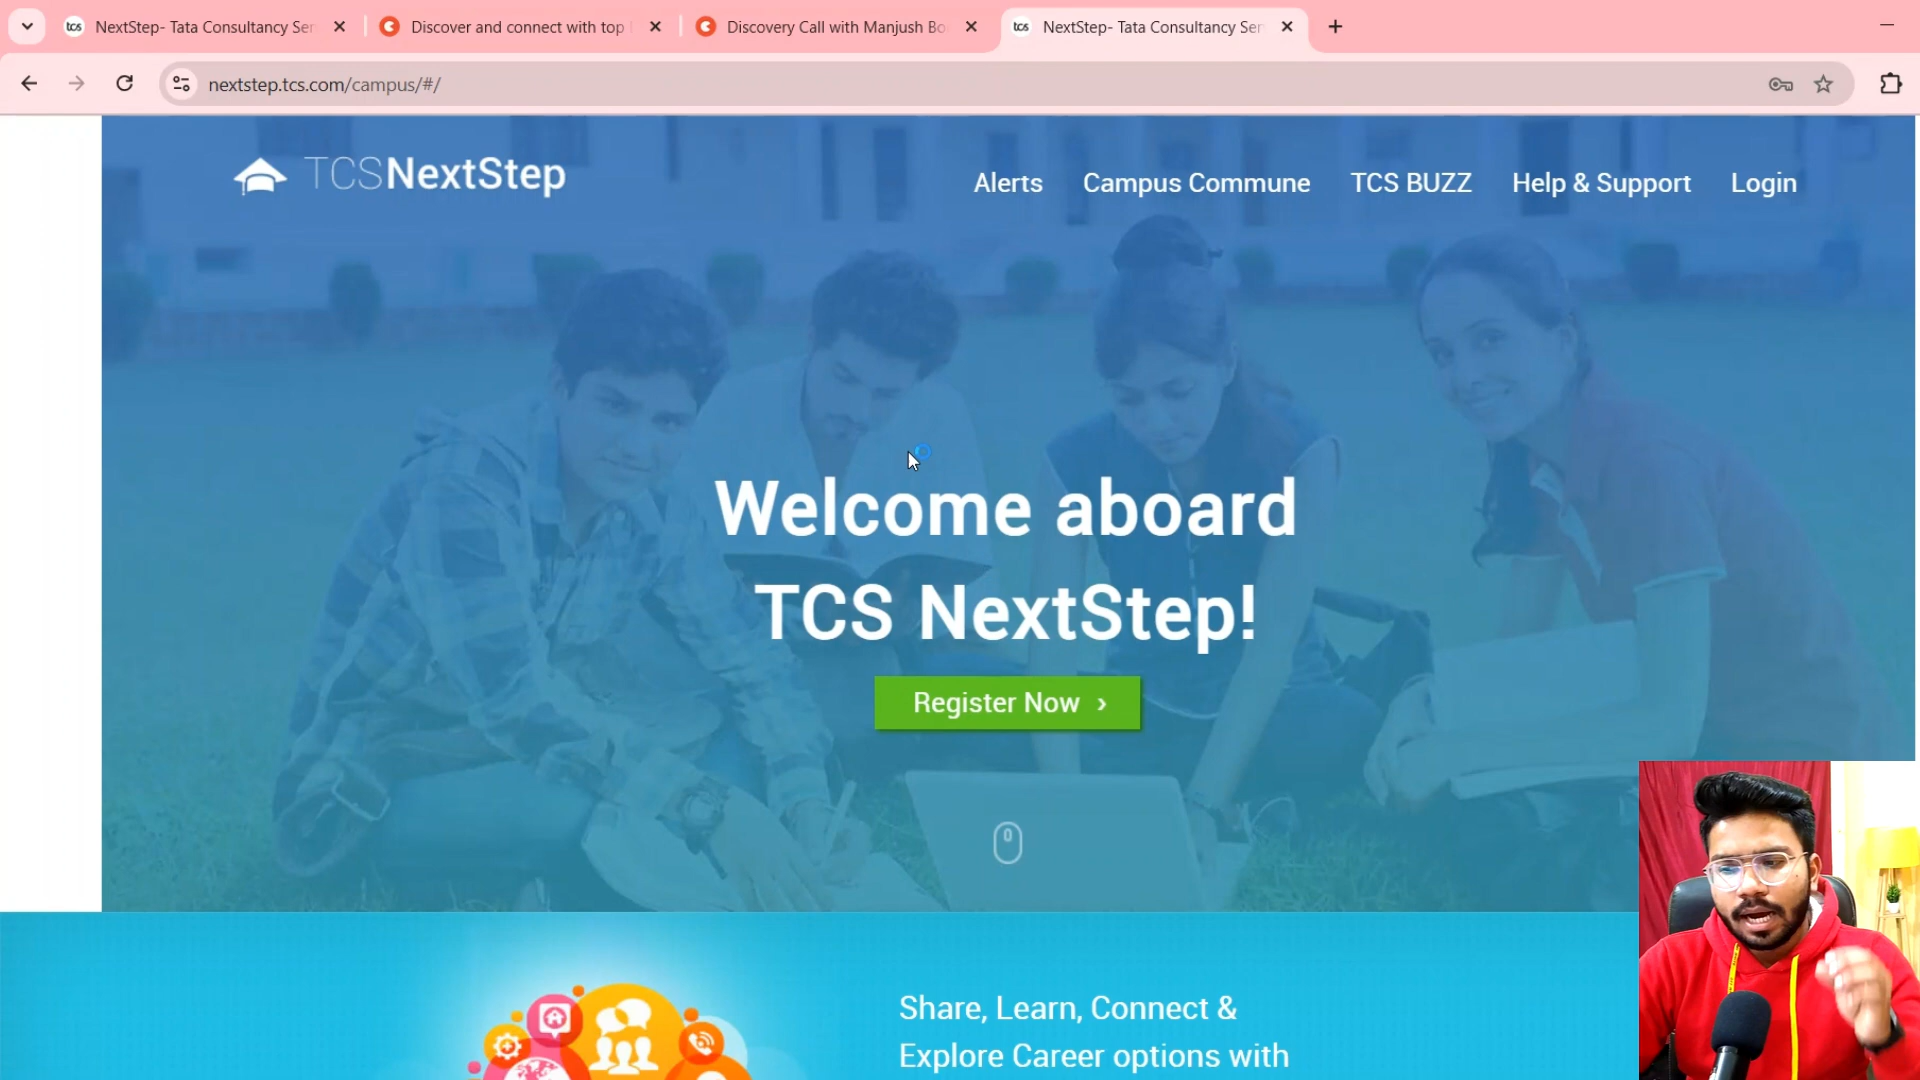 tcs NextStep- Tata Consultancy Ser
Discover and connect with top
Discovery Call with Manjush Bo
tcs NextStep- Tata Consultancy Ser
nextstep.tcs.com/campus/#/
TCSNextStep
Alerts
Campus Commune
TCS BUZZ
Help & Support
Login
Welcome aboard
TCS NextStep!
Register Now ›
Share, Learn, Connect &
Explore Career options with